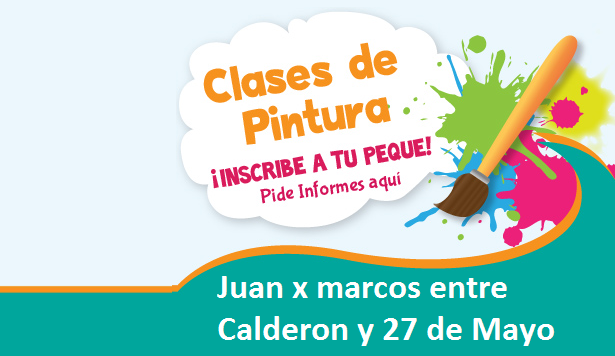 Clases de
Pintura
¡INSCRIBE A TU PEQUE!
Pide Informes aquí
Juan x marcos entre
Calderon y 27 de Mayo